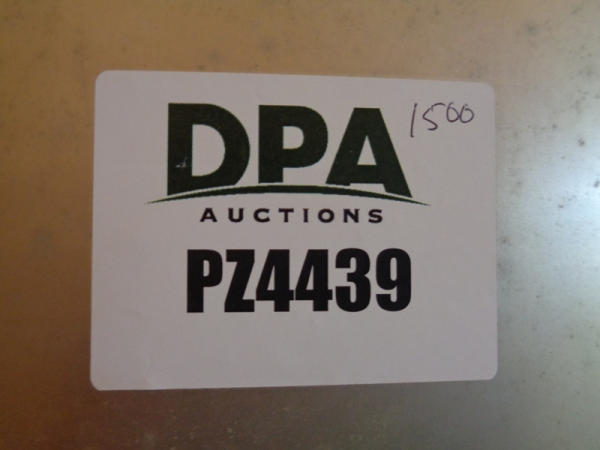 DPA
1500
AUCTIONS
PZ4439